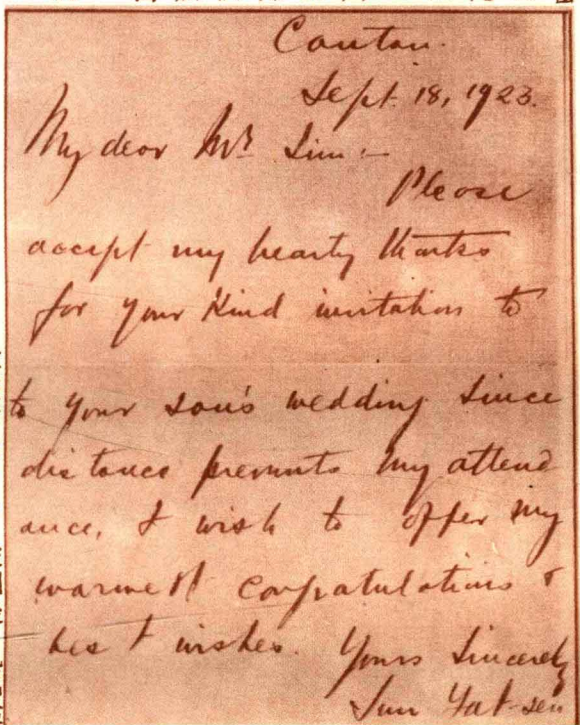 Canton.
Sept. 18, 1923.
My dear Mr. Lim:-
Please
accept my hearty thanks
for your kind invitation to
to your son's wedding. Since
distance prevents my attend
ance, I wish to offer my
warmest congratulations &
best wishes. Yours Sincerely
Sun Yat-sen